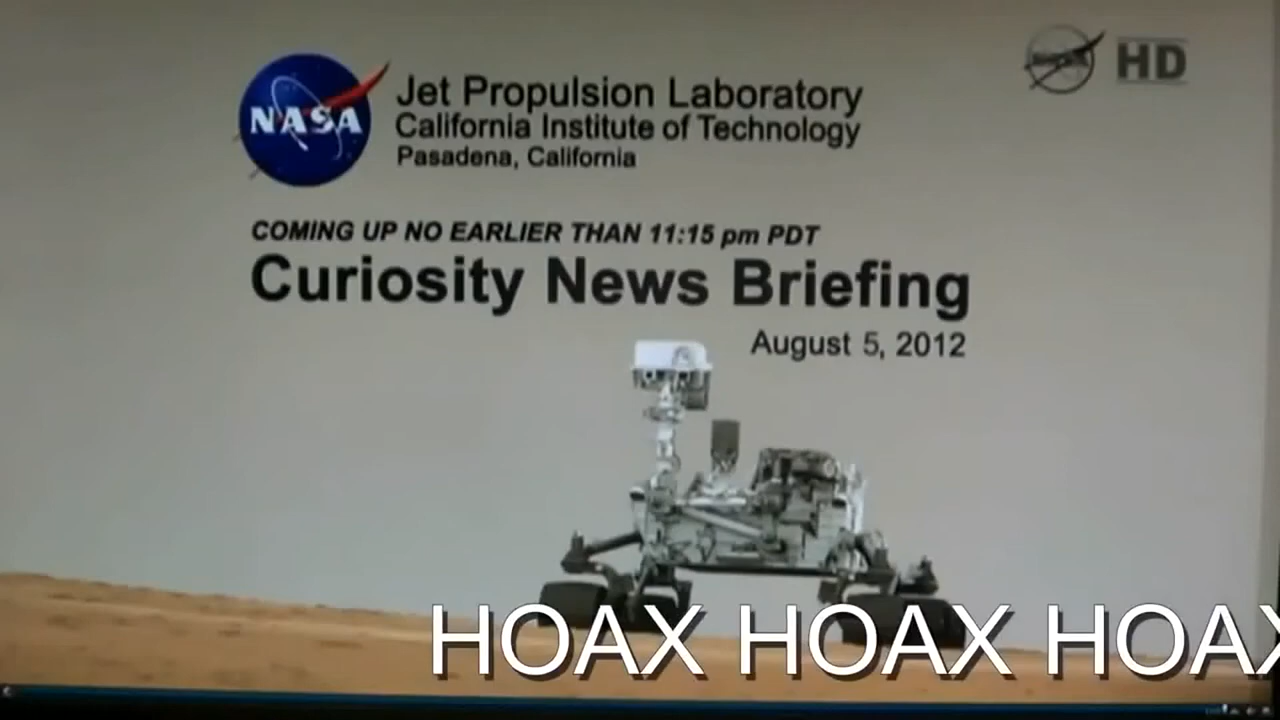 NASA
Jet Propulsion Laboratory
California Institute of Technology
Pasadena, California
HD
COMING UP NO EARLIER THAN 11:15 pm PDT
Curiosity News Briefing
August 5, 2012
HOAX HOAX HOAX